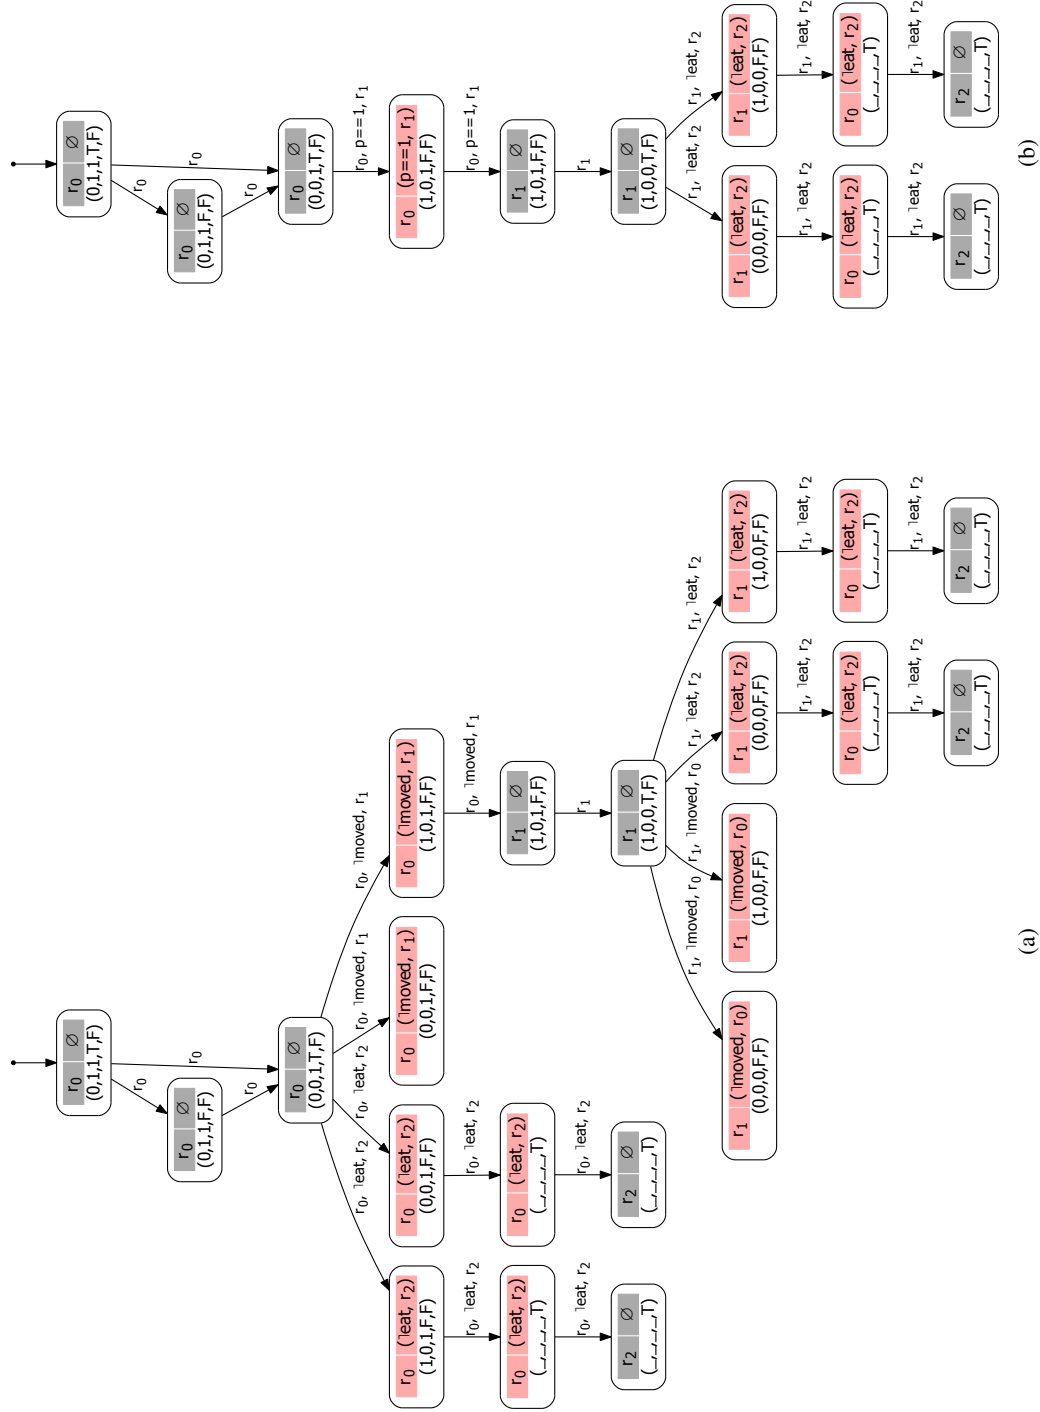 r₀ ∅
(0,1,1,T,F)
r₀
r₀
r₀ ∅
(0,1,1,F,F)
r₀
r₀ ∅
(0,0,1,T,F)
r₀, ¬eat, r₂
r₀, ¬eat, r₂
r₀, ¬moved, r₁
r₀, ¬moved, r₁
r₀ (¬eat, r₂)
(1,0,1,F,F)
r₀ (¬eat, r₂)
(0,0,1,F,F)
r₀ (¬moved, r₁)
(0,0,1,F,F)
r₀ (¬moved, r₁)
(1,0,1,F,F)
r₀, ¬eat, r₂
r₀, ¬eat, r₂
r₀, ¬moved, r₁
r₀ (¬eat, r₂)
(_,_,_,_,T)
r₀ (¬eat, r₂)
(_,_,_,_,T)
r₁ ∅
(1,0,1,F,F)
r₀, ¬eat, r₂
r₀, ¬eat, r₂
r₁
r₂ ∅
(_,_,_,_,T)
r₂ ∅
(_,_,_,_,T)
r₁ ∅
(1,0,0,T,F)
r₁, ¬moved, r₀
r₁, ¬moved, r₀
r₁, ¬eat, r₂
r₁, ¬eat, r₂
r₁ (¬moved, r₀)
(0,0,0,F,F)
r₁ (¬moved, r₀)
(1,0,0,F,F)
r₁ (¬eat, r₂)
(0,0,0,F,F)
r₁ (¬eat, r₂)
(1,0,0,F,F)
r₁, ¬eat, r₂
r₁, ¬eat, r₂
r₀ (¬eat, r₂)
(_,_,_,_,T)
r₀ (¬eat, r₂)
(_,_,_,_,T)
r₁, ¬eat, r₂
r₁, ¬eat, r₂
r₂ ∅
(_,_,_,_,T)
r₂ ∅
(_,_,_,_,T)
(a)
r₀ ∅
(0,1,1,T,F)
r₀
r₀
r₀ ∅
(0,1,1,F,F)
r₀
r₀ ∅
(0,0,1,T,F)
r₀, p==1, r₁
r₀ (p==1, r₁)
(1,0,1,F,F)
r₀, p==1, r₁
r₁ ∅
(1,0,1,F,F)
r₁
r₁ ∅
(1,0,0,T,F)
r₁, ¬eat, r₂
r₁, ¬eat, r₂
r₁ (¬eat, r₂)
(0,0,0,F,F)
r₁ (¬eat, r₂)
(1,0,0,F,F)
r₁, ¬eat, r₂
r₁, ¬eat, r₂
r₀ (¬eat, r₂)
(_,_,_,_,T)
r₀ (¬eat, r₂)
(_,_,_,_,T)
r₁, ¬eat, r₂
r₁, ¬eat, r₂
r₂ ∅
(_,_,_,_,T)
r₂ ∅
(_,_,_,_,T)
(b)